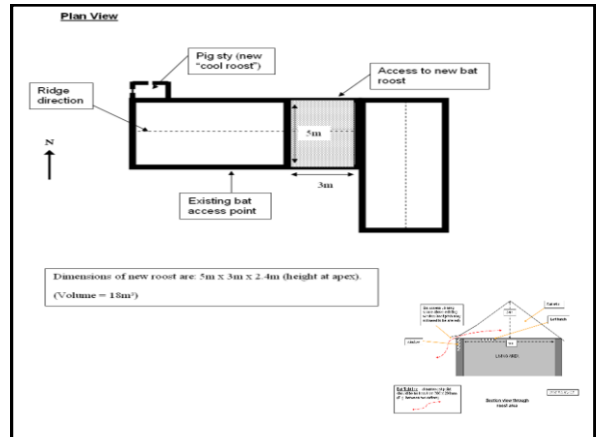 Plan View
Pig sty (new
"cool roost")
Access to new bat
roost
Ridge
direction
N
5m
3m
Existing bat
access point
Dimensions of new roost are: 5m x 3m x 2.4m (height at apex).
(Volume = 18m³)
Section view through
roost area